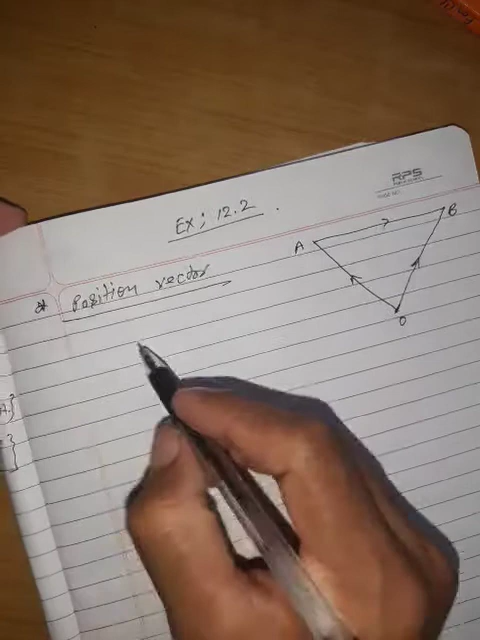 RPS
Ex; 12.2 .
* Position vector
A
B
O
A}
}